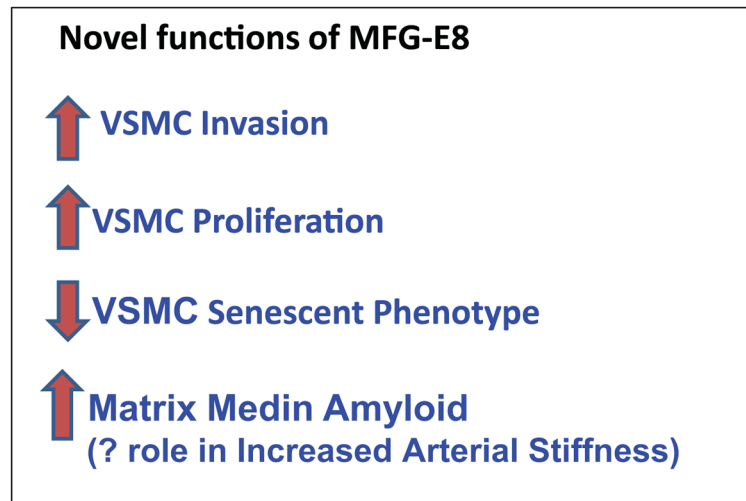 Novel functions of MFG-E8
VSMC Invasion
VSMC Proliferation
VSMC Senescent Phenotype
Matrix Medin Amyloid
(? role in Increased Arterial Stiffness)